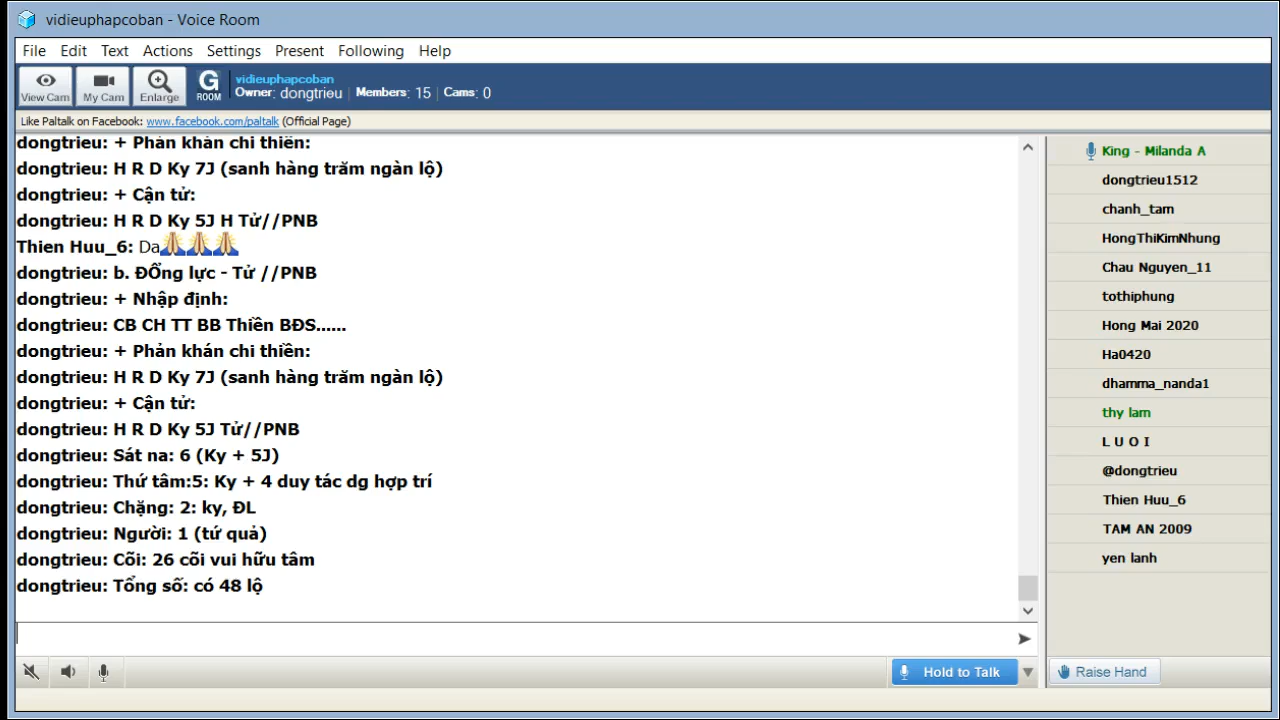 vidieuphapcoban - Voice Room
File Edit Text Actions Settings Present Following Help
View Cam My Cam Enlarge G ROOM vidieuphapcoban
Owner: dongtrieu | Members: 15 | Cams: 0
Like Paltalk on Facebook: www.facebook.com/paltalk (Official Page)
dongtrieu: + Phản khán chi thiền:
dongtrieu: H R D Ky 7J (sanh hàng trăm ngàn lộ)
dongtrieu: + Cận tử:
dongtrieu: H R D Ky 5J H Tử//PNB
Thien Huu_6: Da🙏🙏🙏
dongtrieu: b. ĐỔng lực - Tử //PNB
dongtrieu: + Nhập định:
dongtrieu: CB CH TT BB Thiền BĐS......
dongtrieu: + Phản khán chi thiền:
dongtrieu: H R D Ky 7J (sanh hàng trăm ngàn lộ)
dongtrieu: + Cận tử:
dongtrieu: H R D Ky 5J Tử//PNB
dongtrieu: Sát na: 6 (Ky + 5J)
dongtrieu: Thứ tâm:5: Ky + 4 duy tác dg hợp trí
dongtrieu: Chặng: 2: ky, ĐL
dongtrieu: Người: 1 (tứ quả)
dongtrieu: Cõi: 26 cõi vui hữu tâm
dongtrieu: Tổng số: có 48 lộ
King - Milanda A
dongtrieu1512
chanh_tam
HongThiKimNhung
Chau Nguyen_11
tothiphung
Hong Mai 2020
Ha0420
dhamma_nanda1
thy lam
L U O I
@dongtrieu
Thien Huu_6
TAM AN 2009
yen lanh
Hold to Talk
Raise Hand